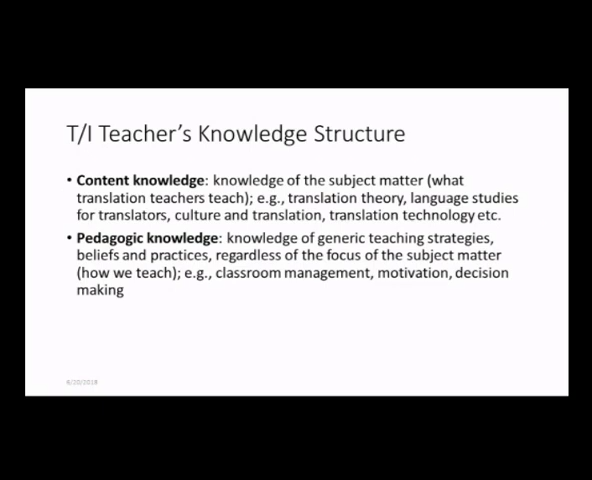 T/I Teacher's Knowledge Structure
• Content knowledge: knowledge of the subject matter (what
translation teachers teach); e.g., translation theory, language studies
for translators, culture and translation, translation technology etc.
• Pedagogic knowledge: knowledge of generic teaching strategies,
beliefs and practices, regardless of the focus of the subject matter
(how we teach); e.g., classroom management, motivation, decision
making